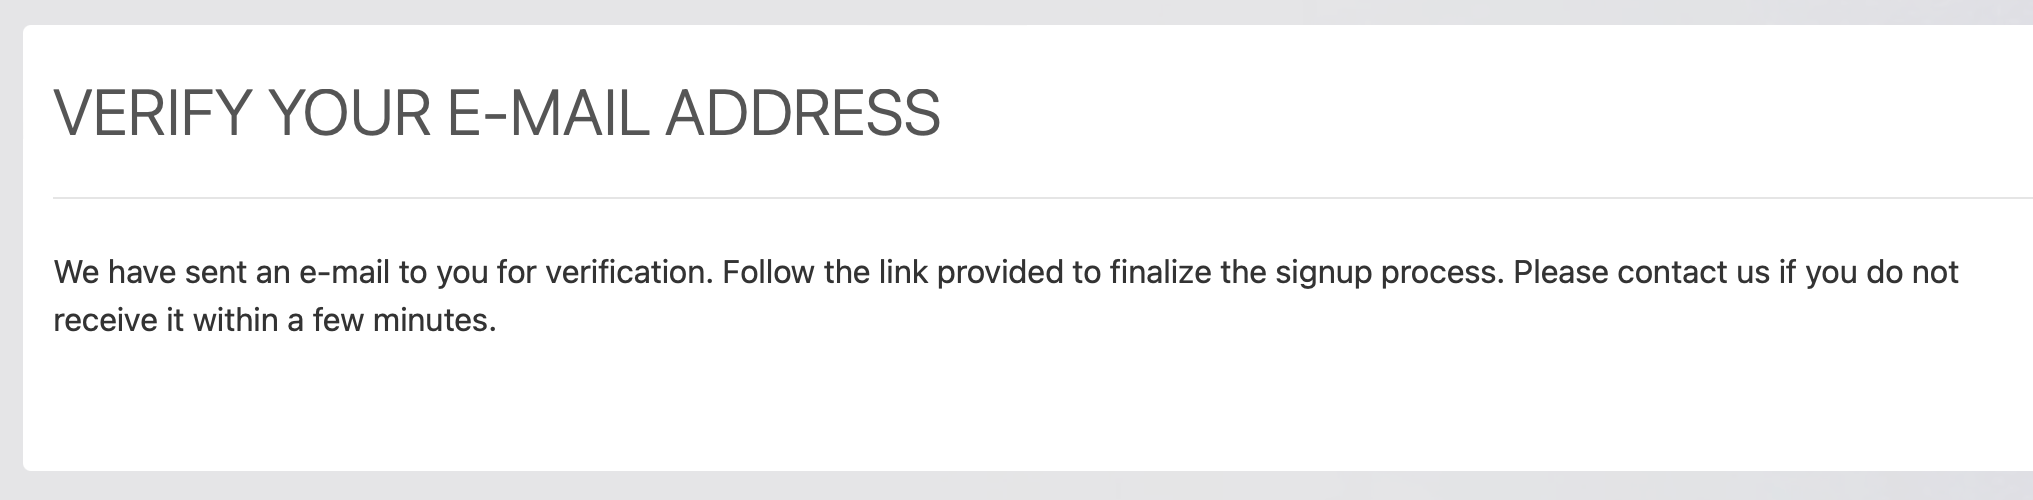 VERIFY YOUR E-MAIL ADDRESS
We have sent an e-mail to you for verification. Follow the link provided to finalize the signup process. Please contact us if you do not
receive it within a few minutes.